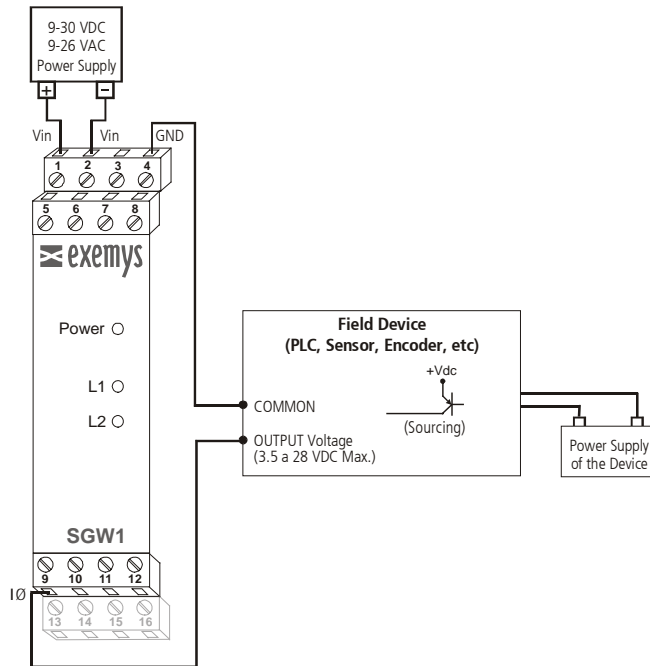 9-30 VDC
9-26 VAC
Power Supply
+ −
Vin Vin GND
1 2 3 4
5 6 7 8
exemys
Power
L1
L2
SGW1
9 10 11 12
IØ
13 14 15 16
Field Device
(PLC, Sensor, Encoder, etc)
+Vdc
(Sourcing)
COMMON
OUTPUT Voltage
(3.5 a 28 VDC Max.)
Power Supply
of the Device